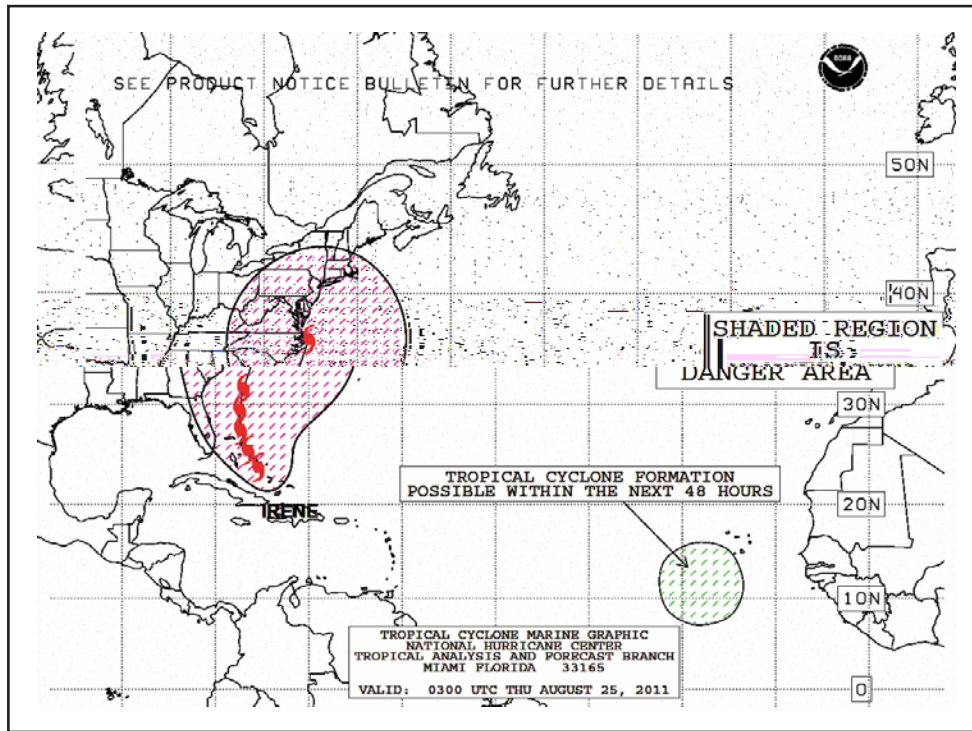 SEE PRODUCT NOTICE BULLETIN FOR FURTHER DETAILS
NOAA
50N
40N
SHADED REGION
IS
DANGER AREA
30N
TROPICAL CYCLONE FORMATION
POSSIBLE WITHIN THE NEXT 48 HOURS
20N
IRENE
10N
TROPICAL CYCLONE MARINE GRAPHIC
NATIONAL HURRICANE CENTER
TROPICAL ANALYSIS AND FORECAST BRANCH
MIAMI FLORIDA 33165
VALID: 0300 UTC THU AUGUST 25, 2011
0